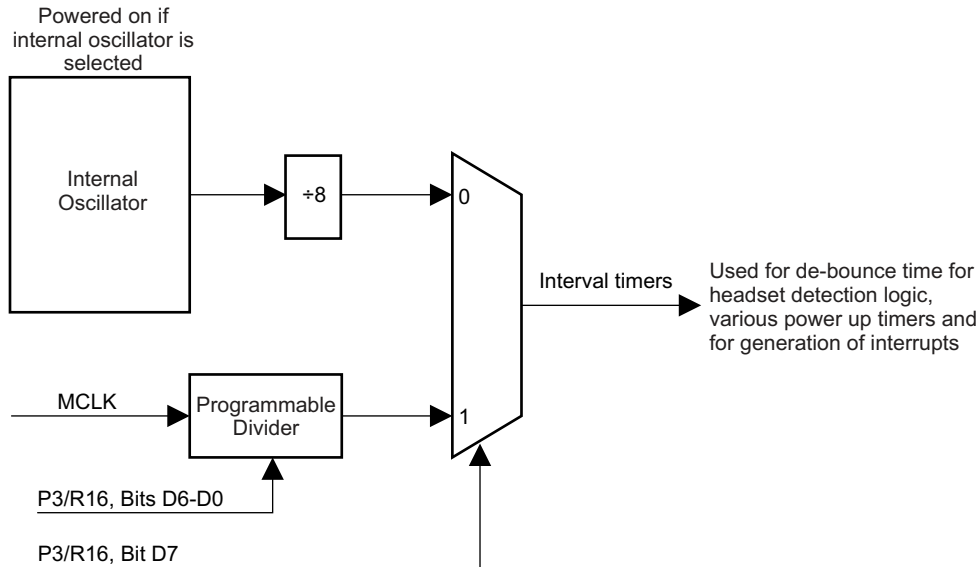 Powered on if
internal oscillator is
selected
Internal
Oscillator
÷8
0
Interval timers
Used for de-bounce time for
headset detection logic,
various power up timers and
for generation of interrupts
MCLK
Programmable
Divider
1
P3/R16, Bits D6-D0
P3/R16, Bit D7